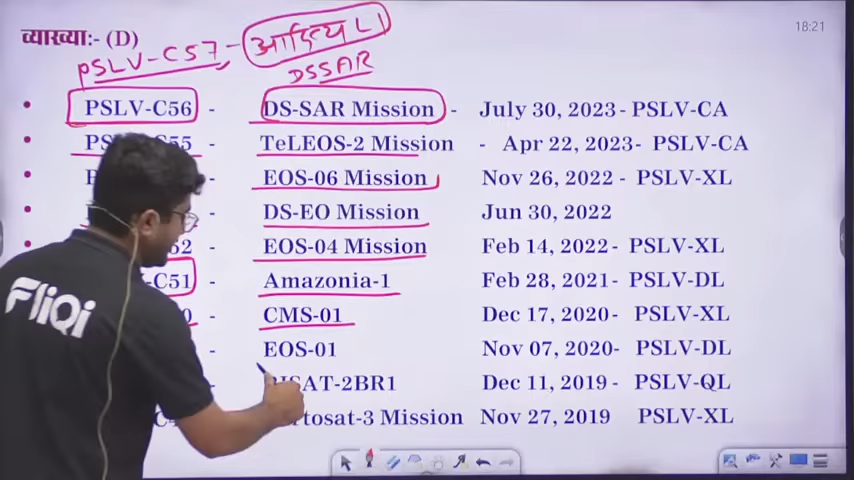 व्याख्याः- (D)
18:21
PSLV-C57 - आदित्य L1
DSSAR
• PSLV-C56 - DS-SAR Mission - July 30, 2023- PSLV-CA
• TeLEOS-2 Mission - Apr 22, 2023- PSLV-CA
• EOS-06 Mission Nov 26, 2022 - PSLV-XL
• DS-EO Mission Jun 30, 2022
• EOS-04 Mission Feb 14, 2022- PSLV-XL
-C51 - Amazonia-1 Feb 28, 2021- PSLV-DL
- CMS-01 Dec 17, 2020- PSLV-XL
- EOS-01 Nov 07, 2020- PSLV-DL
- Dec 11, 2019 - PSLV-QL
Mission Nov 27, 2019 PSLV-XL
FliQi